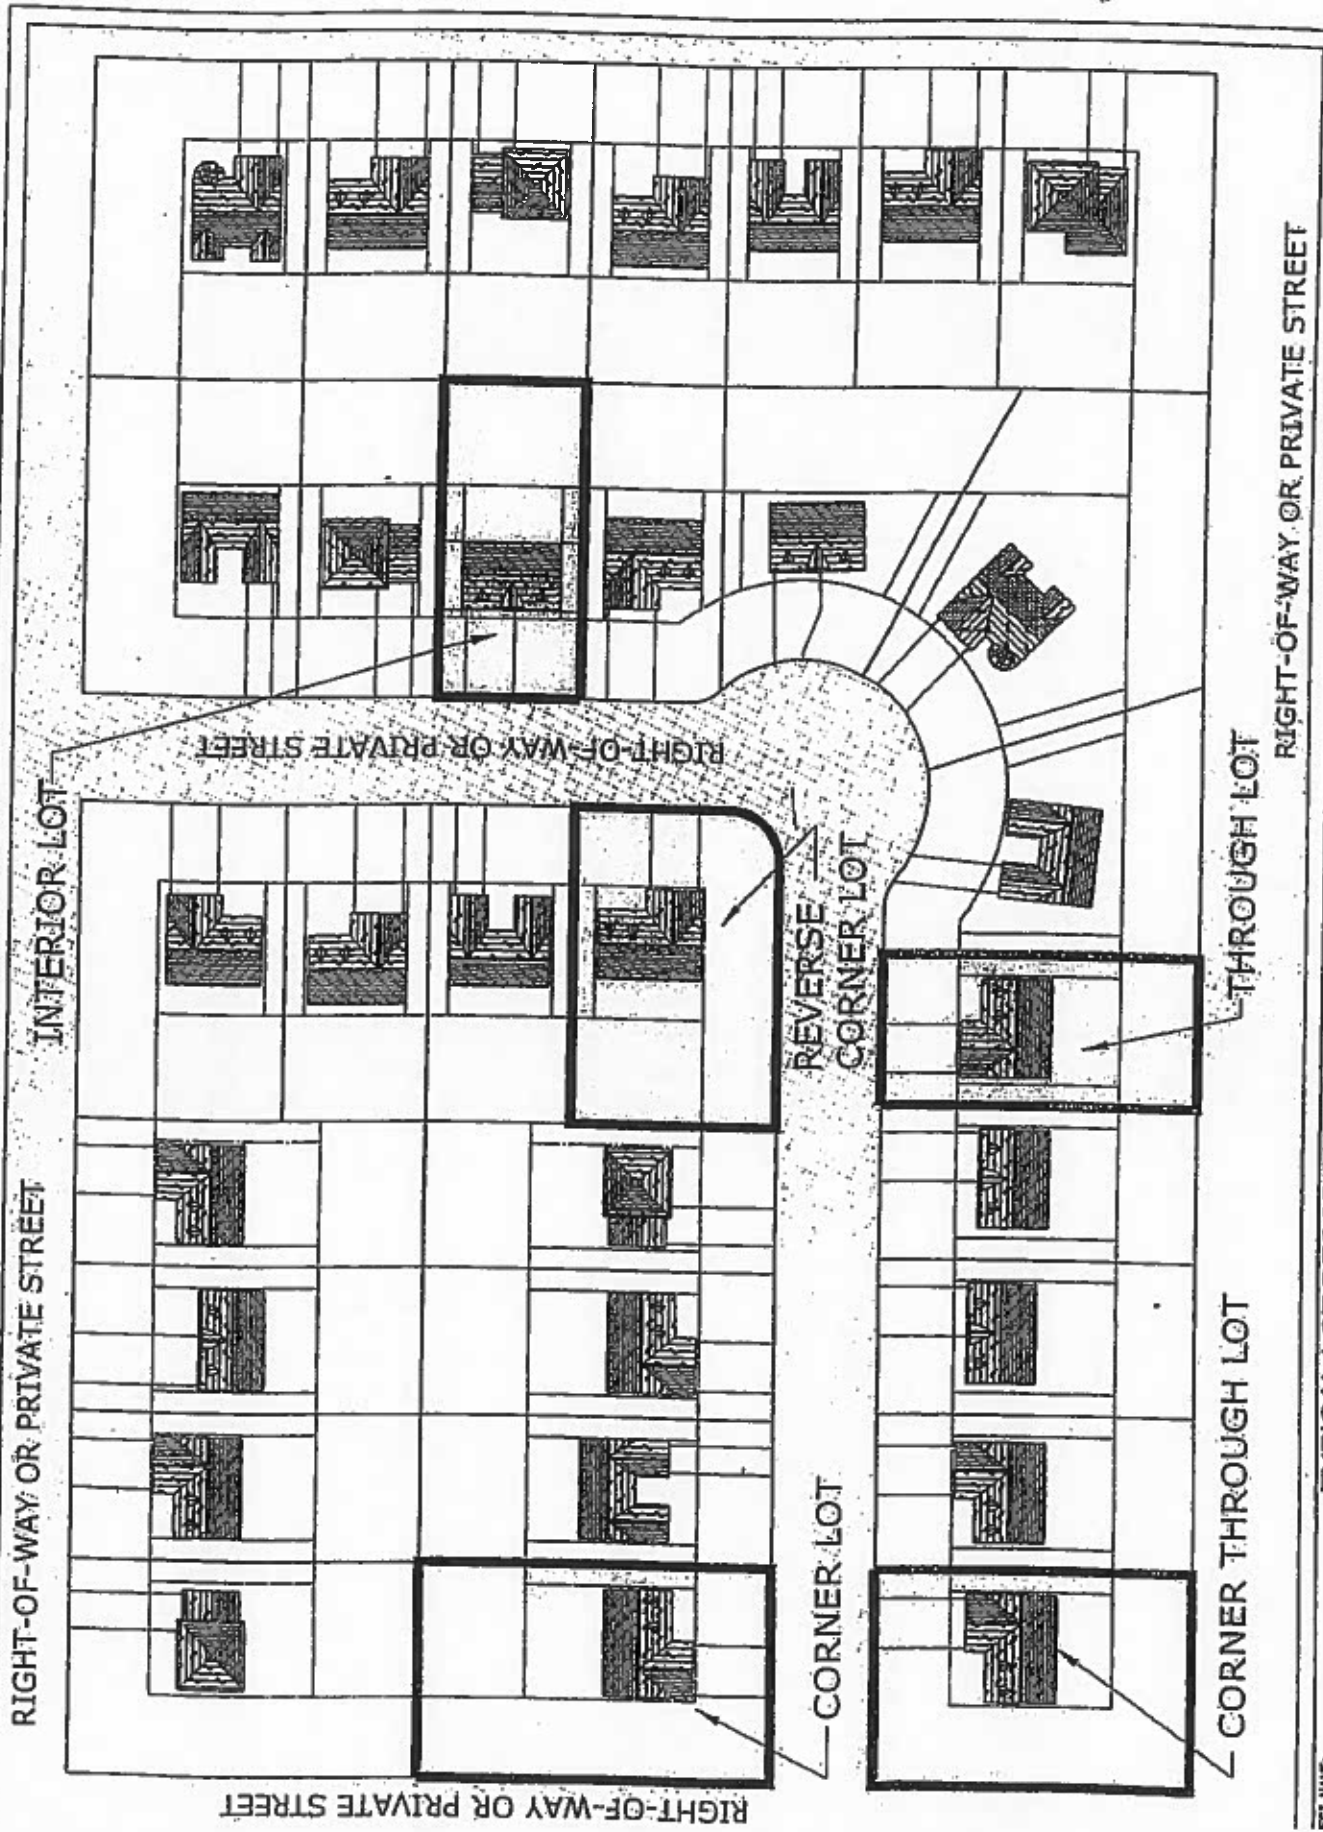 RIGHT-OF-WAY OR PRIVATE STREET
INTERIOR LOT
RIGHT-OF-WAY OR PRIVATE STREET
REVERSE
CORNER LOT
RIGHT-OF-WAY OR PRIVATE STREET
CORNER LOT
THROUGH LOT
CORNER THROUGH LOT
RIGHT-OF-WAY OR PRIVATE STREET